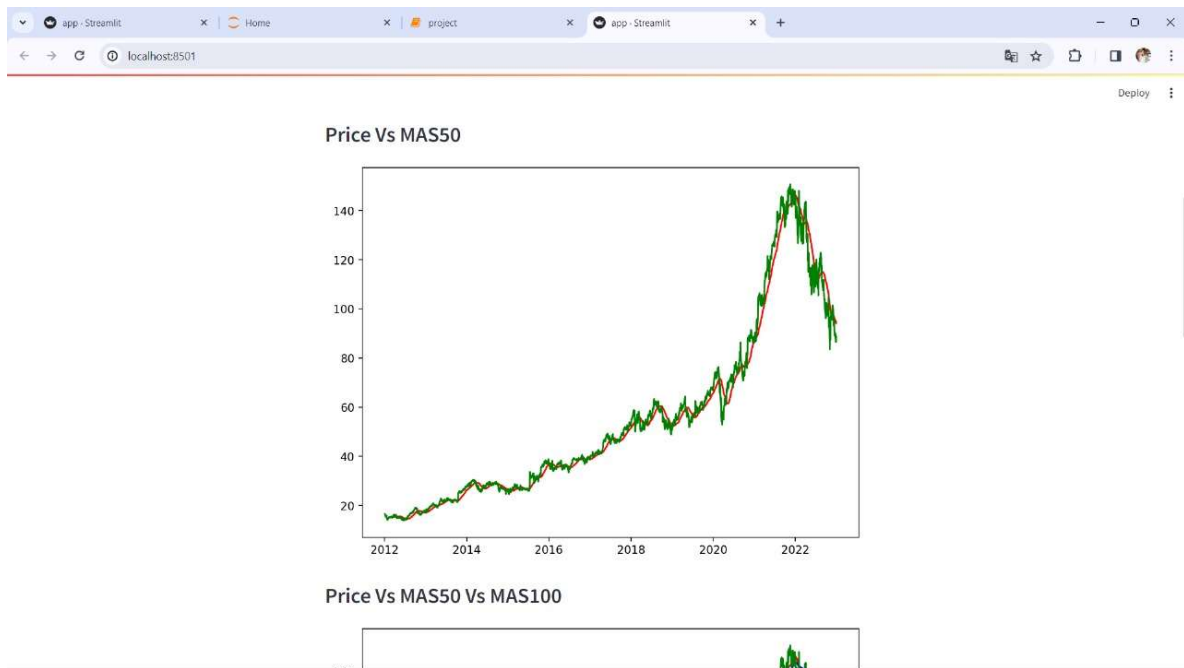 app · Streamlit
Home
project
app · Streamlit
localhost:8501
Deploy
Price Vs MAS50
140
120
100
80
60
40
20
2012 2014 2016 2018 2020 2022
Price Vs MAS50 Vs MAS100